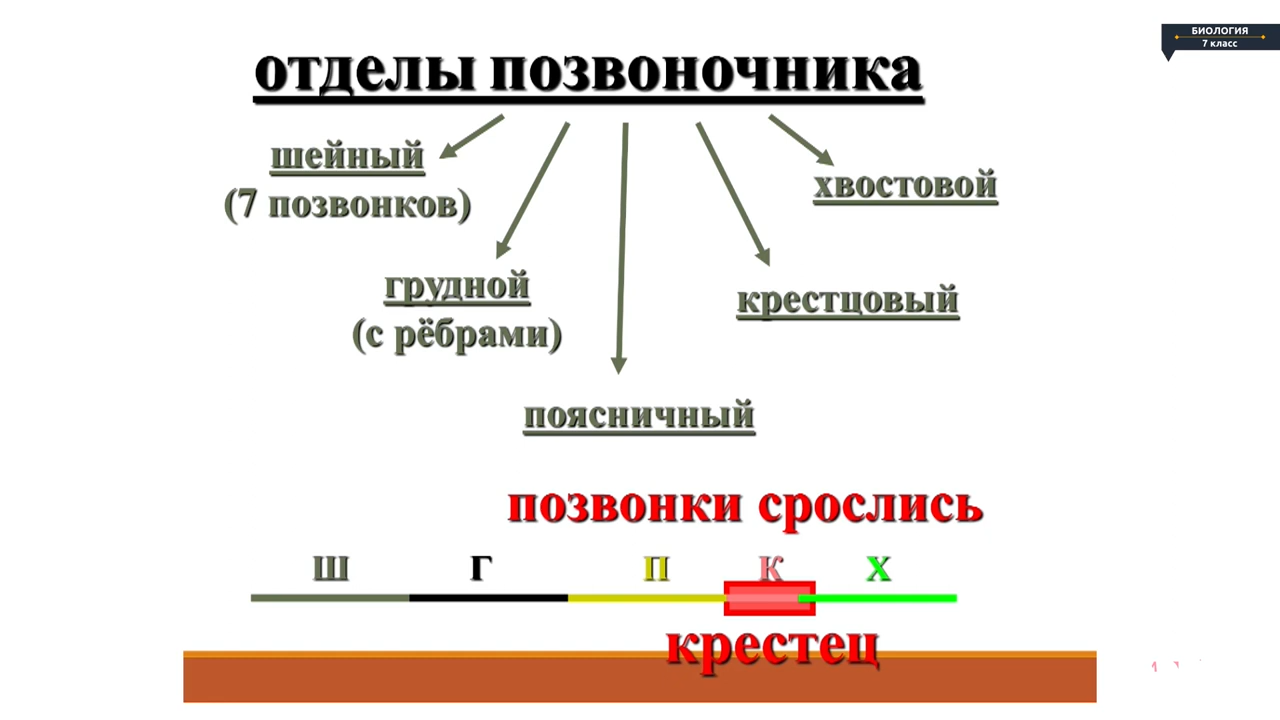 БИОЛОГИЯ
7 класс
отделы позвоночника
шейный
(7 позвонков)
хвостовой
грудной
(с рёбрами)
крестцовый
поясничный
позвонки срослись
Ш Г П К Х
крестец